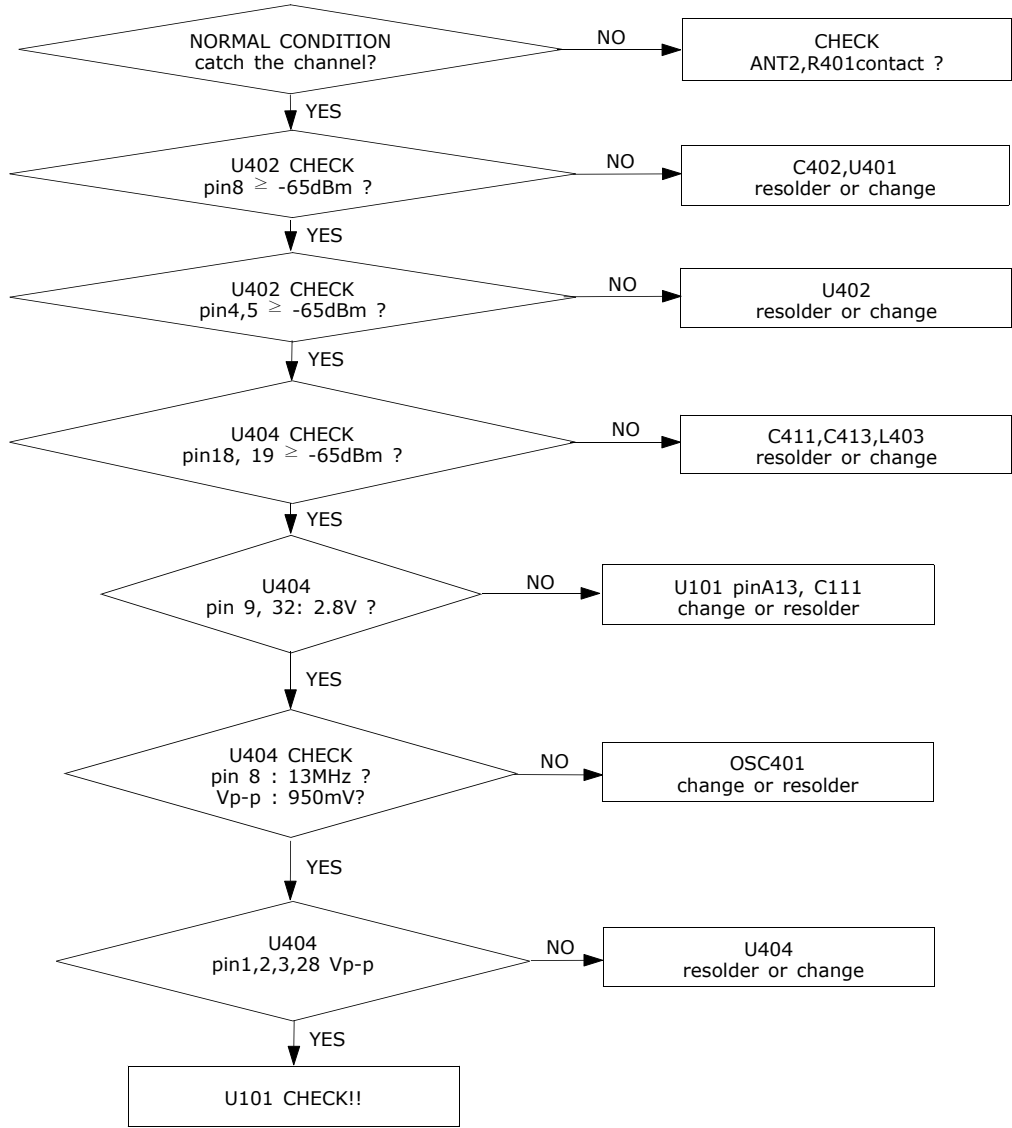 NORMAL CONDITION
catch the channel?
NO
CHECK
ANT2,R401contact ?
YES
U402 CHECK
pin8 ≥ -65dBm ?
NO
C402,U401
resolder or change
YES
U402 CHECK
pin4,5 ≥ -65dBm ?
NO
U402
resolder or change
YES
U404 CHECK
pin18, 19 ≥ -65dBm ?
NO
C411,C413,L403
resolder or change
YES
U404
pin 9, 32: 2.8V ?
NO
U101 pinA13, C111
change or resolder
YES
U404 CHECK
pin 8 : 13MHz ?
Vp-p : 950mV?
NO
OSC401
change or resolder
YES
U404
pin1,2,3,28 Vp-p
NO
U404
resolder or change
YES
U101 CHECK!!